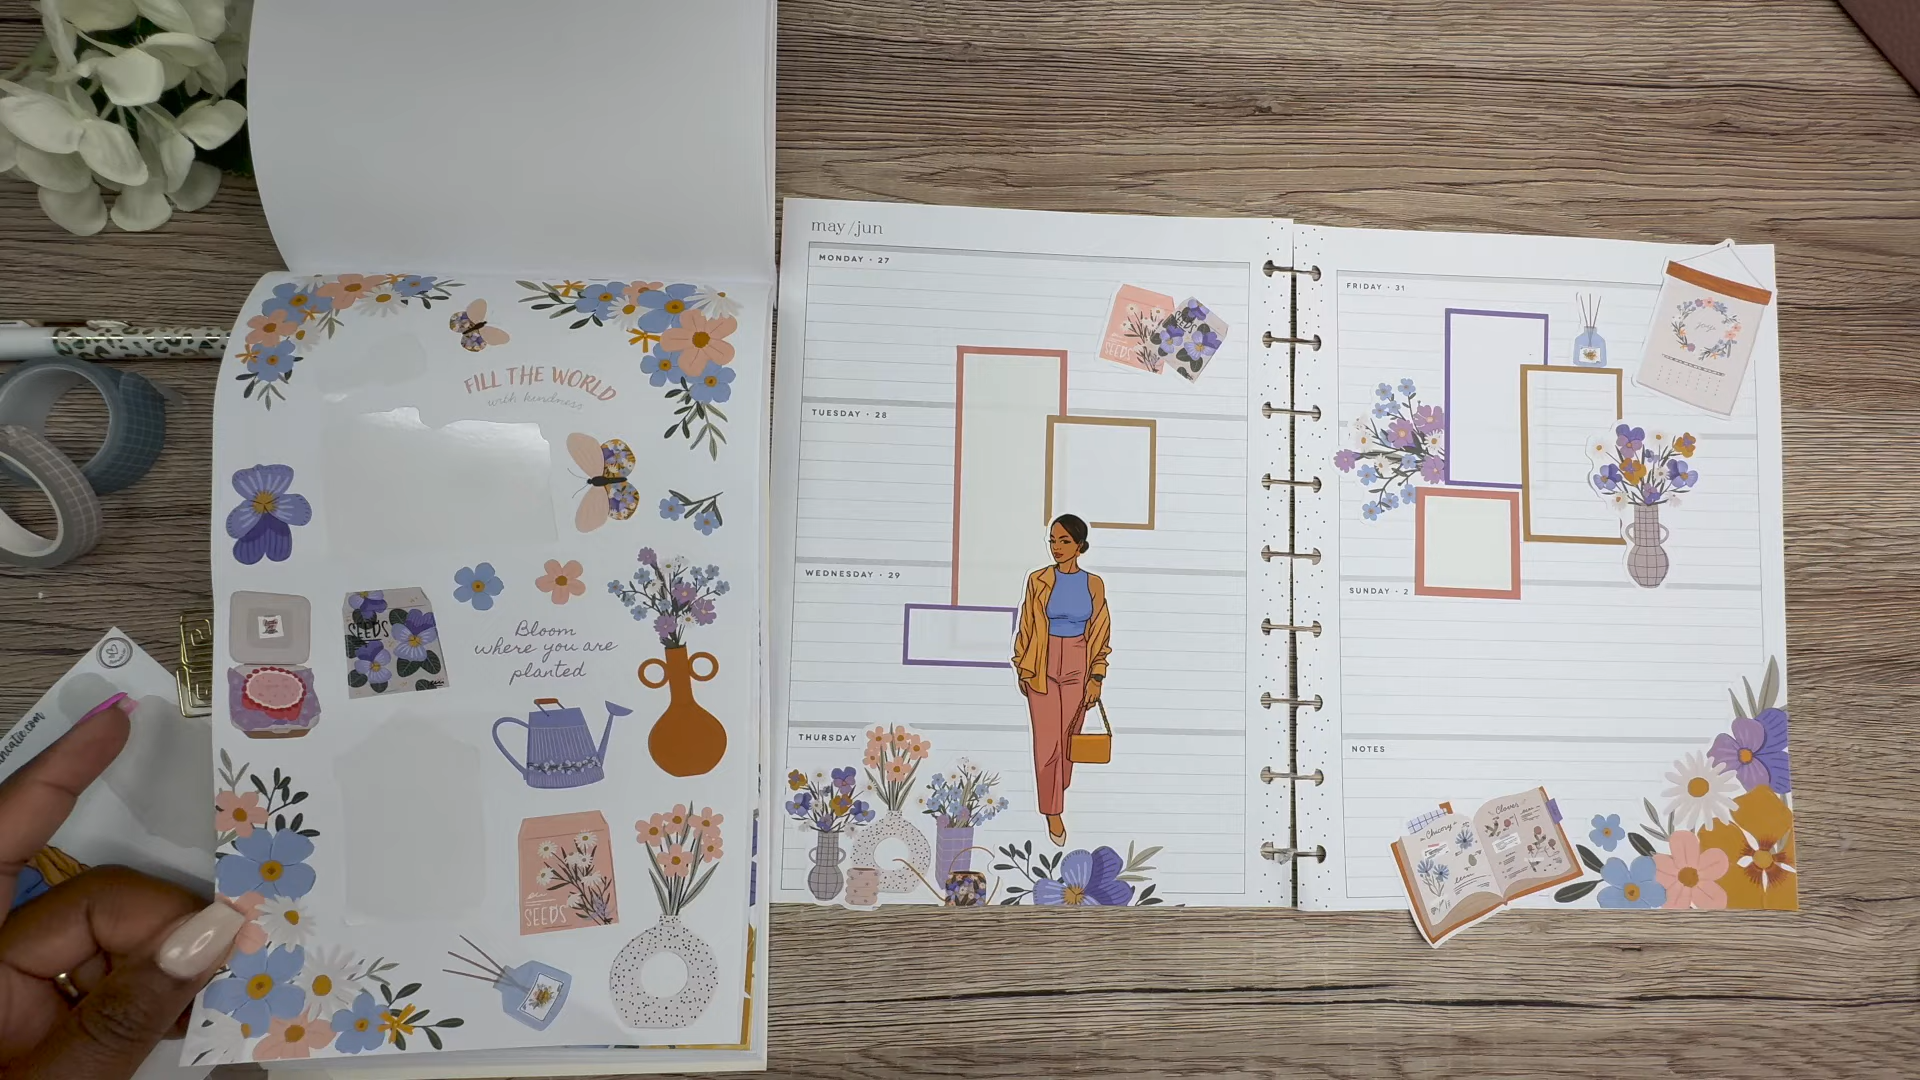 FILL THE WORLD
with kindness
SEEDS
Bloom
where you are
planted
SEEDS
may/jun
MONDAY · 27
SEEDS
SEEDS
TUESDAY · 28
WEDNESDAY · 29
THURSDAY
FRIDAY · 31
SUNDAY · 2
NOTES
Chicory
Clover